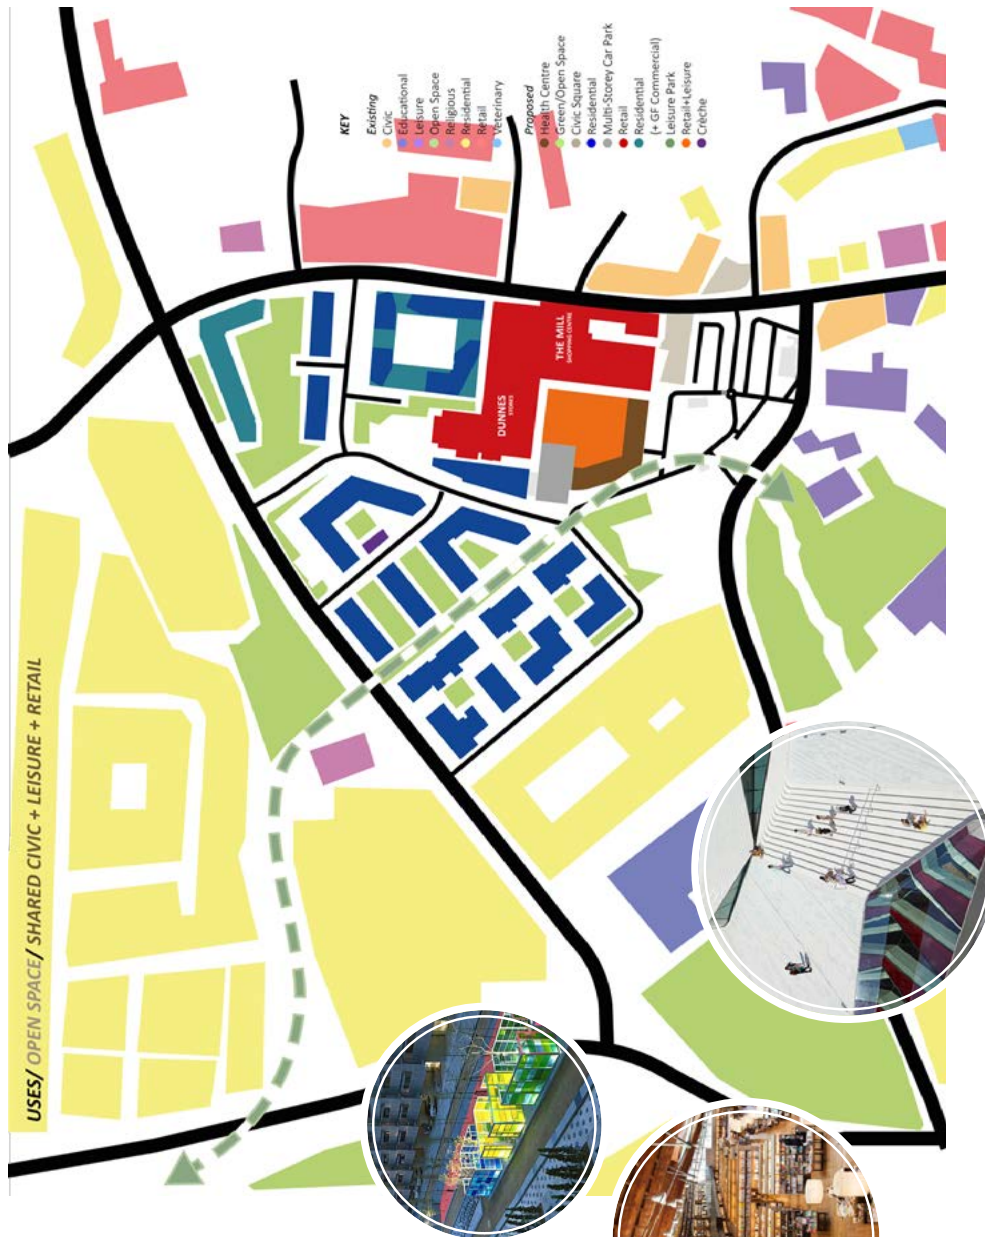 USES/ OPEN SPACE/ SHARED CIVIC + LEISURE + RETAIL
KEY
Existing
Civic
Educational
Leisure
Open Space
Religious
Residential
Retail
Veterinary
Proposed
Health Centre
Green/Open Space
Civic Square
Residential
Multi-Storey Car Park
Retail
Residential
(+ GF Commercial)
Leisure Park
Retail+Leisure
Crèche
DUNNES
STORES
THE MILL
SHOPPING CENTRE